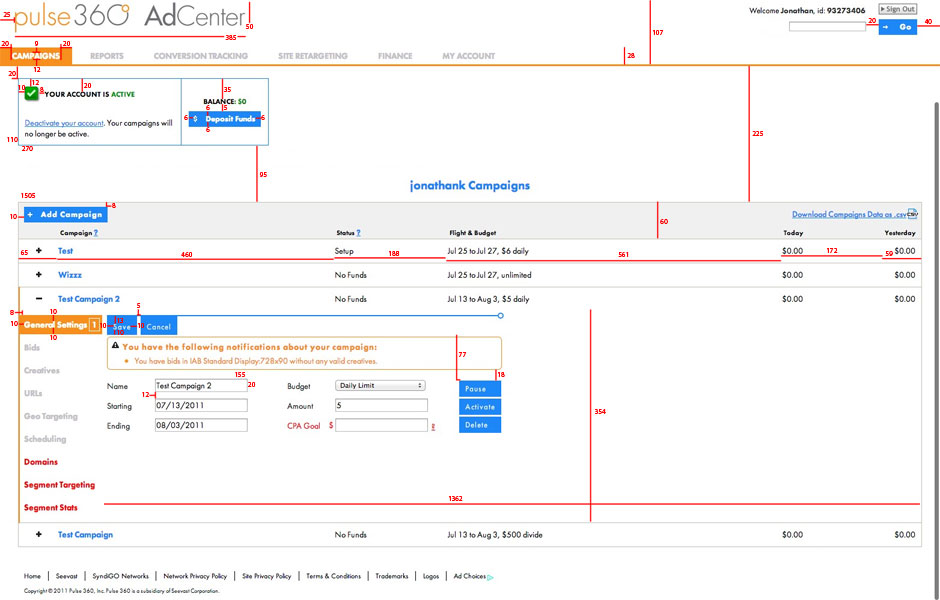 pulse360 AdCenter
Welcome Jonathan, id: 93273406
Sign Out
Go
25
50
385
20
40
107
20
9
20
28
CAMPAIGNS REPORTS CONVERSION TRACKING SITE RETARGETING FINANCE MY ACCOUNT
12
20
12
20
10
8
35
YOUR ACCOUNT IS ACTIVE
BALANCE: $0
6
5
6 $ Deposit Funds 6
6
Deactivate your account. Your campaigns will
no longer be active.
110
270
225
95
jonathank Campaigns
1505
8
10
+ Add Campaign
60
Download Campaigns Data as .csv
CSV
Campaign ? Status ? Flight & Budget Today Yesterday
+ Test Setup Jul 25 to Jul 27, $6 daily $0.00 $0.00
65 460 188 561 172 59
+ Wizzz No Funds Jul 25 to Jul 27, unlimited $0.00 $0.00
− Test Campaign 2 No Funds Jul 13 to Aug 3, $5 daily $0.00 $0.00
5
8
10
10
General Settings 1
10
10 Save Cancel
13
10
You have the following notifications about your campaign:
You have bids in IAB Standard Display:728x90 without any valid creatives.
77
18
Bids
Creatives
URLs
Geo Targeting
Scheduling
Domains
Segment Targeting
Segment Stats
155
20
12
Name Test Campaign 2 Budget Daily Limit Pause
Starting 07/13/2011 Amount 5 Activate
Ending 08/03/2011 CPA Goal $ ? Delete
354
1362
+ Test Campaign No Funds Jul 13 to Aug 3, $500 divide $0.00 $0.00
Home | Seevast | SyndiGO Networks | Network Privacy Policy | Site Privacy Policy | Terms & Conditions | Trademarks | Logos | Ad Choices
Copyright © 2011 Pulse 360, Inc. Pulse 360 is a subsidiary of Seevast Corporation.